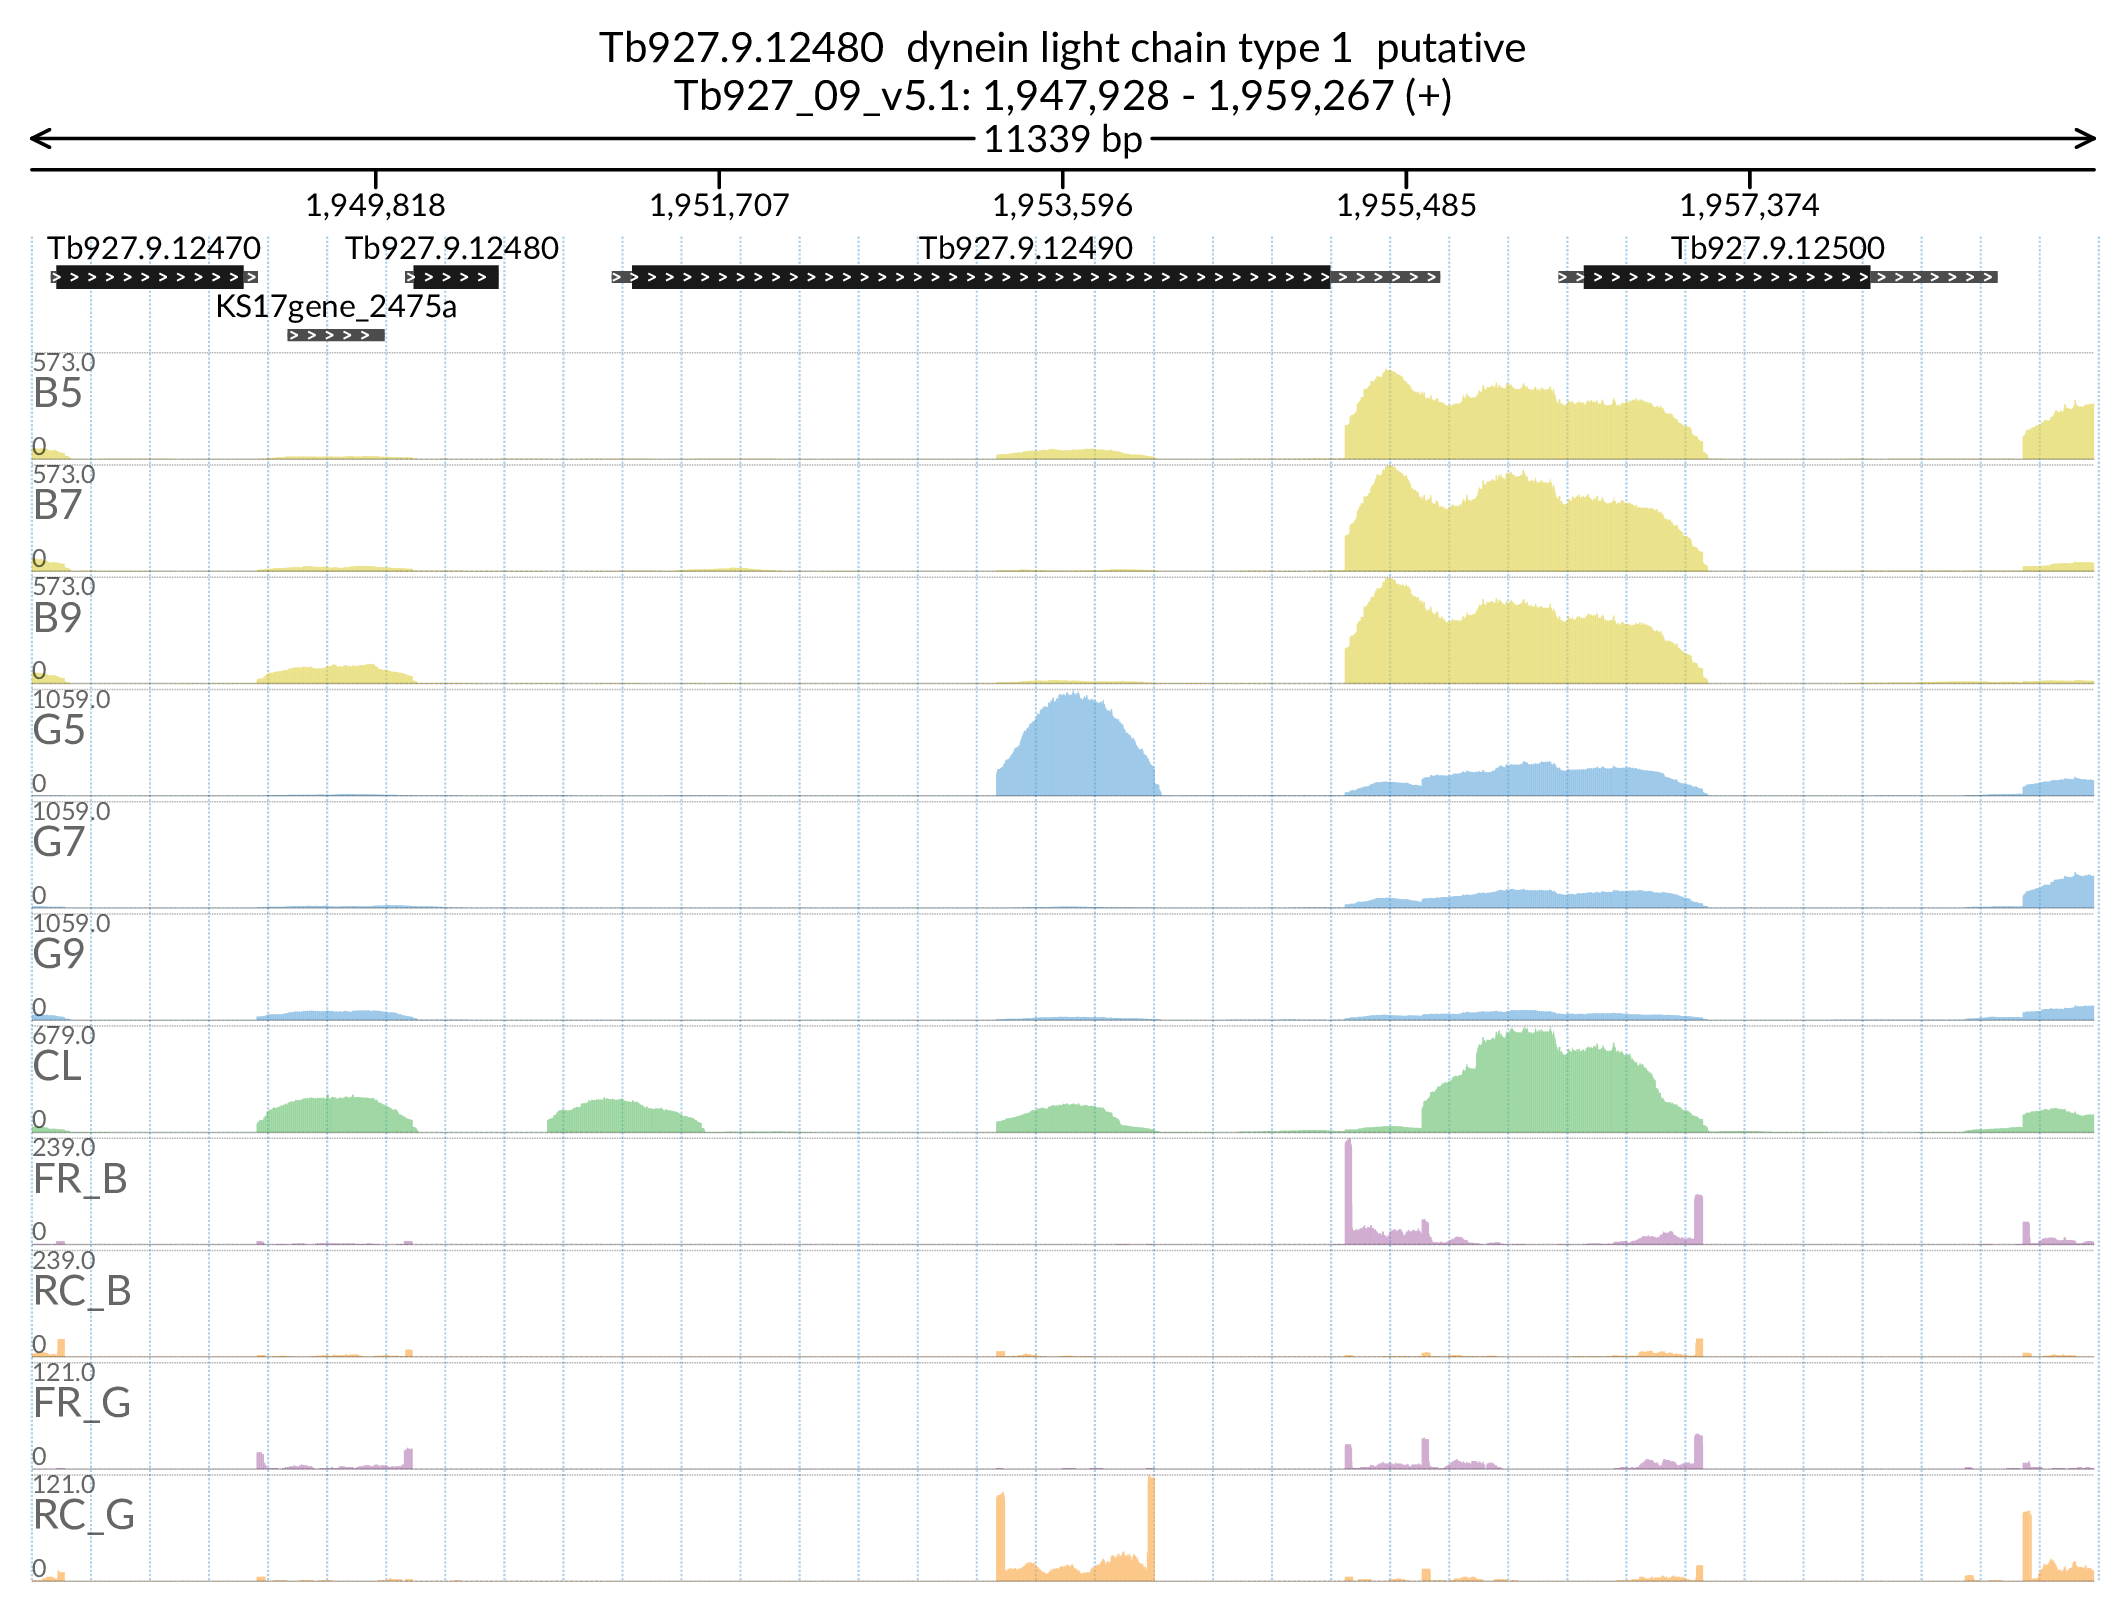 Tb927.9.12480  dynein light chain type 1  putative
Tb927_09_v5.1: 1,947,928 - 1,959,267 (+)
11339 bp
1,949,818 1,951,707 1,953,596 1,955,485 1,957,374
Tb927.9.12470 Tb927.9.12480 Tb927.9.12490 Tb927.9.12500
KS17gene_2475a
573.0
B5
0
573.0
B7
0
573.0
B9
0
1059.0
G5
0
1059.0
G7
0
1059.0
G9
0
679.0
CL
0
239.0
FR_B
0
239.0
RC_B
0
121.0
FR_G
0
121.0
RC_G
0